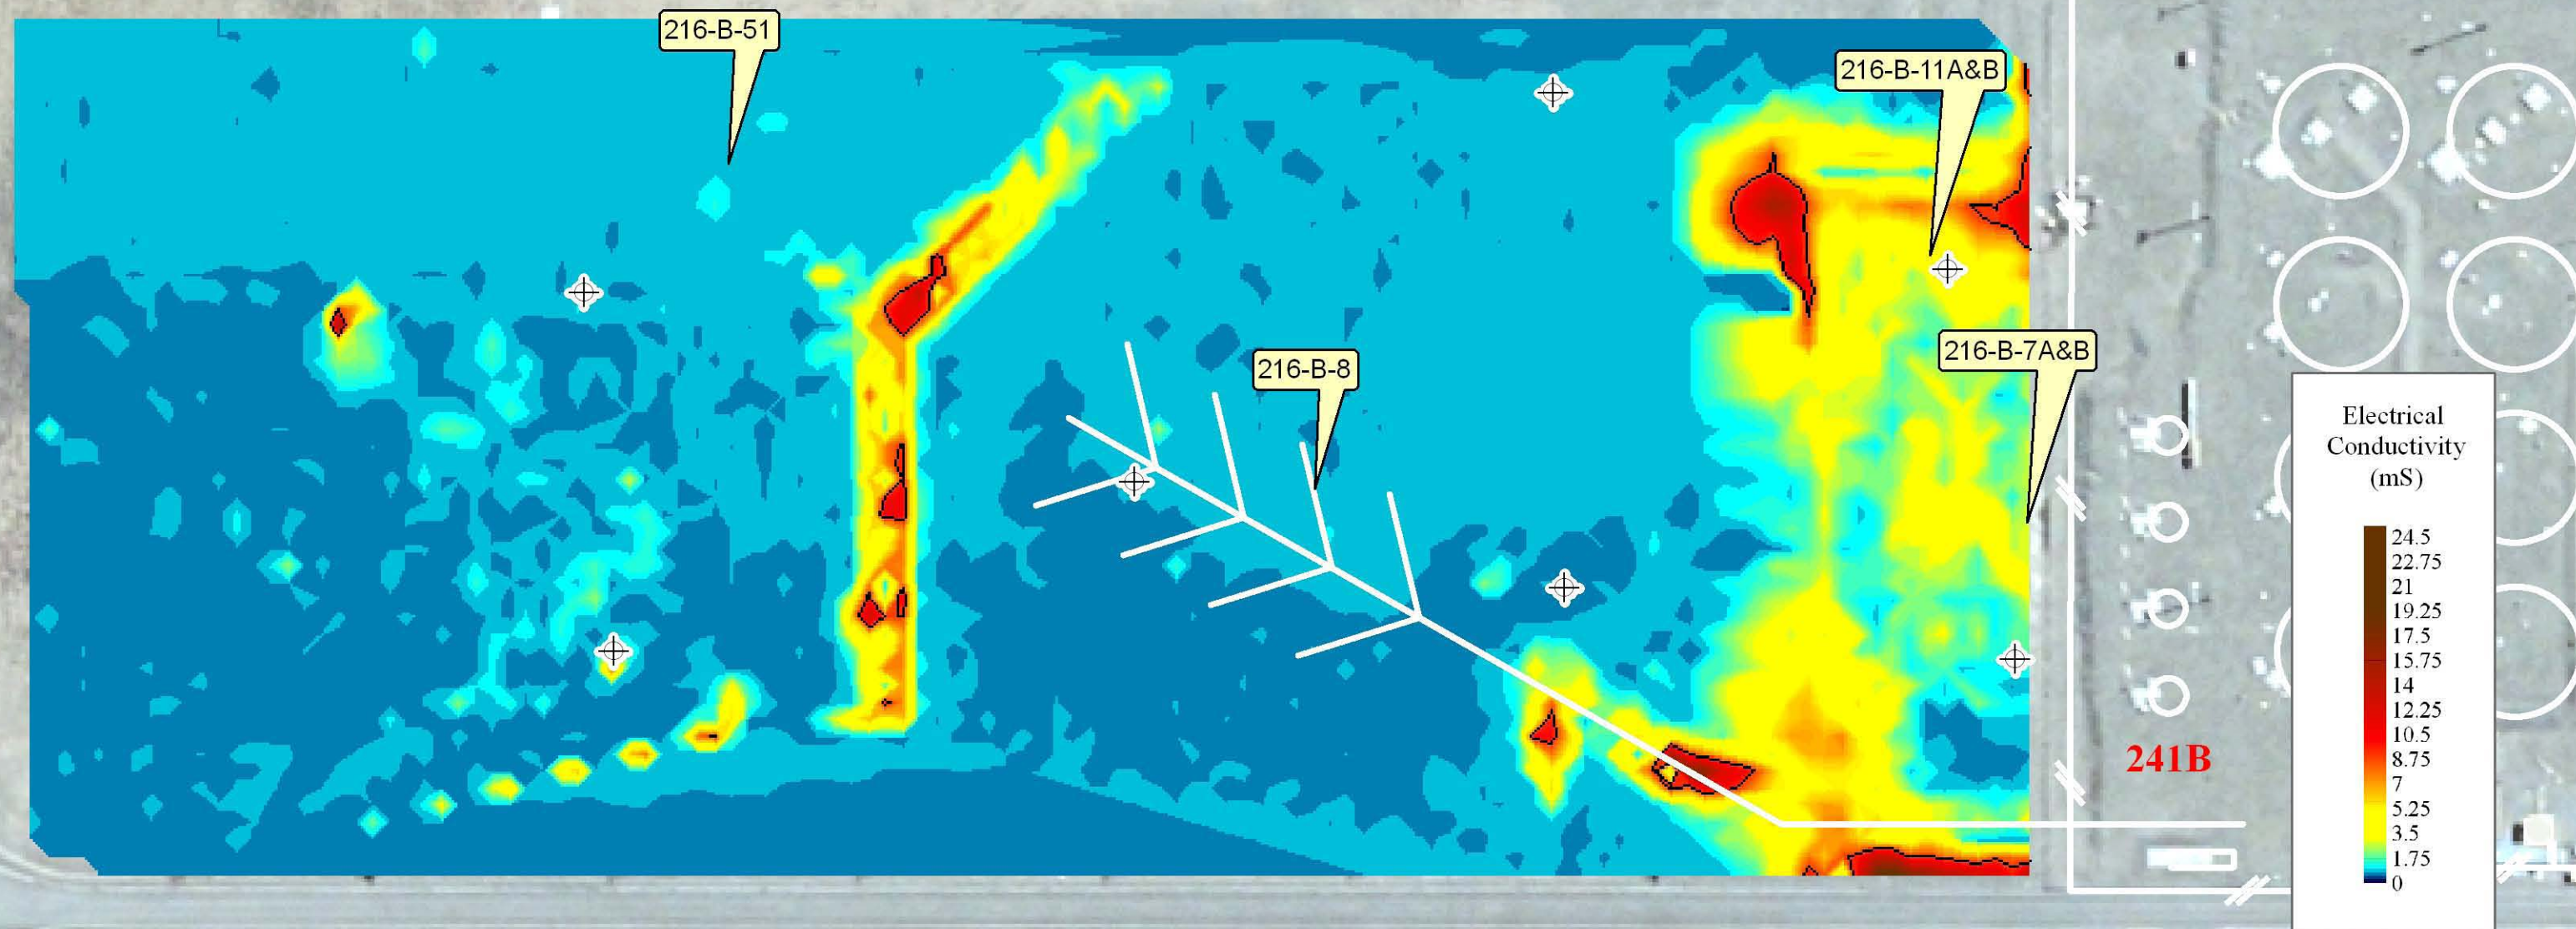 216-B-51
216-B-11A&B
216-B-8
216-B-7A&B
241B
Electrical
Conductivity
(mS)
24.5
22.75
21
19.25
17.5
15.75
14
12.25
10.5
8.75
7
5.25
3.5
1.75
0